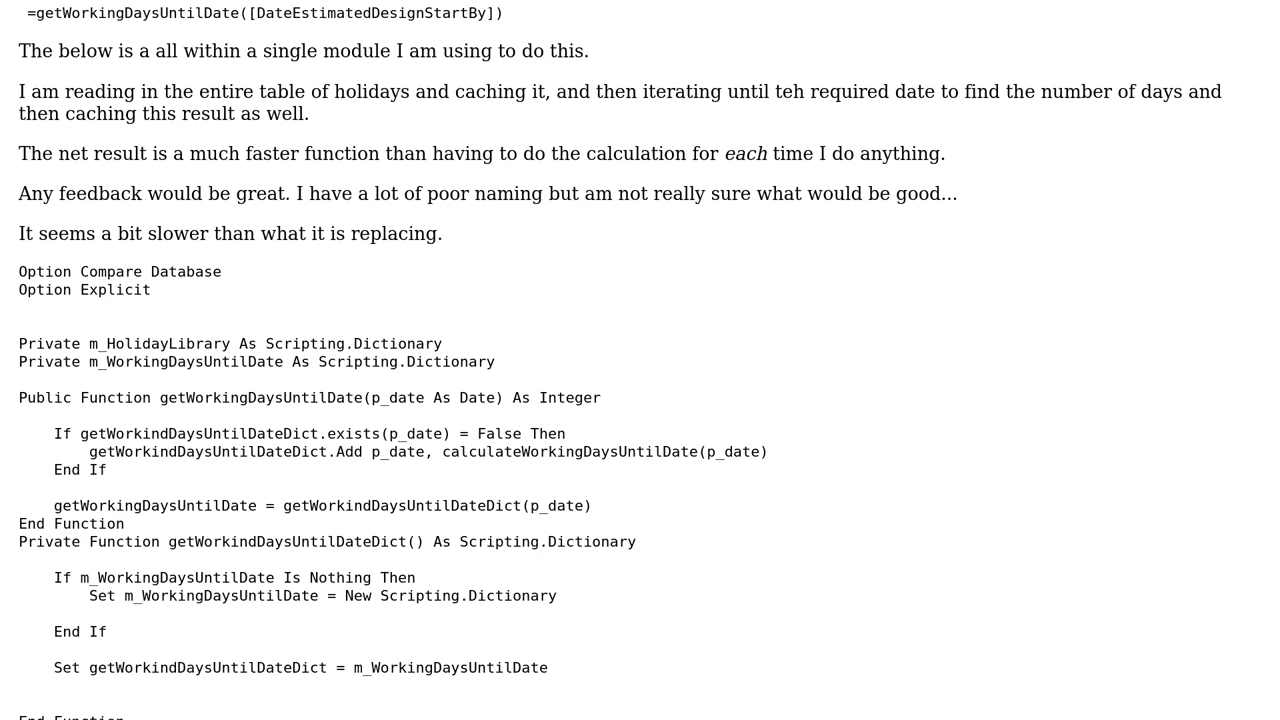 =getWorkingDaysUntilDate([DateEstimatedDesignStartBy])
The below is a all within a single module I am using to do this.
I am reading in the entire table of holidays and caching it, and then iterating until teh required date to find the number of days and
then caching this result as well.
The net result is a much faster function than having to do the calculation for each time I do anything.
Any feedback would be great. I have a lot of poor naming but am not really sure what would be good...
It seems a bit slower than what it is replacing.
Option Compare Database
Option Explicit
Private m_HolidayLibrary As Scripting.Dictionary
Private m_WorkingDaysUntilDate As Scripting.Dictionary
Public Function getWorkingDaysUntilDate(p_date As Date) As Integer
If getWorkindDaysUntilDateDict.exists(p_date) = False Then
getWorkindDaysUntilDateDict.Add p_date, calculateWorkingDaysUntilDate(p_date)
End If
getWorkingDaysUntilDate = getWorkindDaysUntilDateDict(p_date)
End Function
Private Function getWorkindDaysUntilDateDict() As Scripting.Dictionary
If m_WorkingDaysUntilDate Is Nothing Then
Set m_WorkingDaysUntilDate = New Scripting.Dictionary
End If
Set getWorkindDaysUntilDateDict = m_WorkingDaysUntilDate
End Function